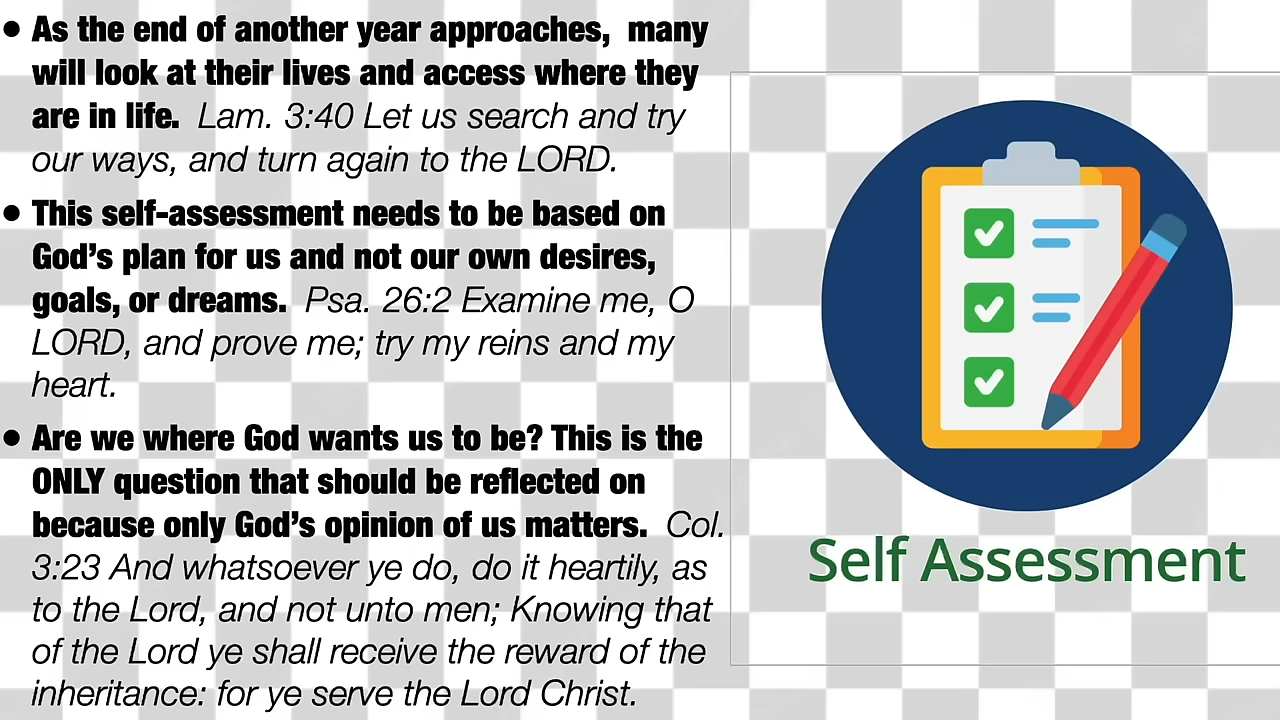 • As the end of another year approaches,  many
will look at their lives and access where they
are in life.  Lam. 3:40 Let us search and try
our ways, and turn again to the LORD.
• This self-assessment needs to be based on
God’s plan for us and not our own desires,
goals, or dreams.  Psa. 26:2 Examine me, O
LORD, and prove me; try my reins and my
heart.
• Are we where God wants us to be? This is the
ONLY question that should be reflected on
because only God’s opinion of us matters.  Col.
3:23 And whatsoever ye do, do it heartily, as
to the Lord, and not unto men; Knowing that
of the Lord ye shall receive the reward of the
inheritance: for ye serve the Lord Christ.
Self Assessment